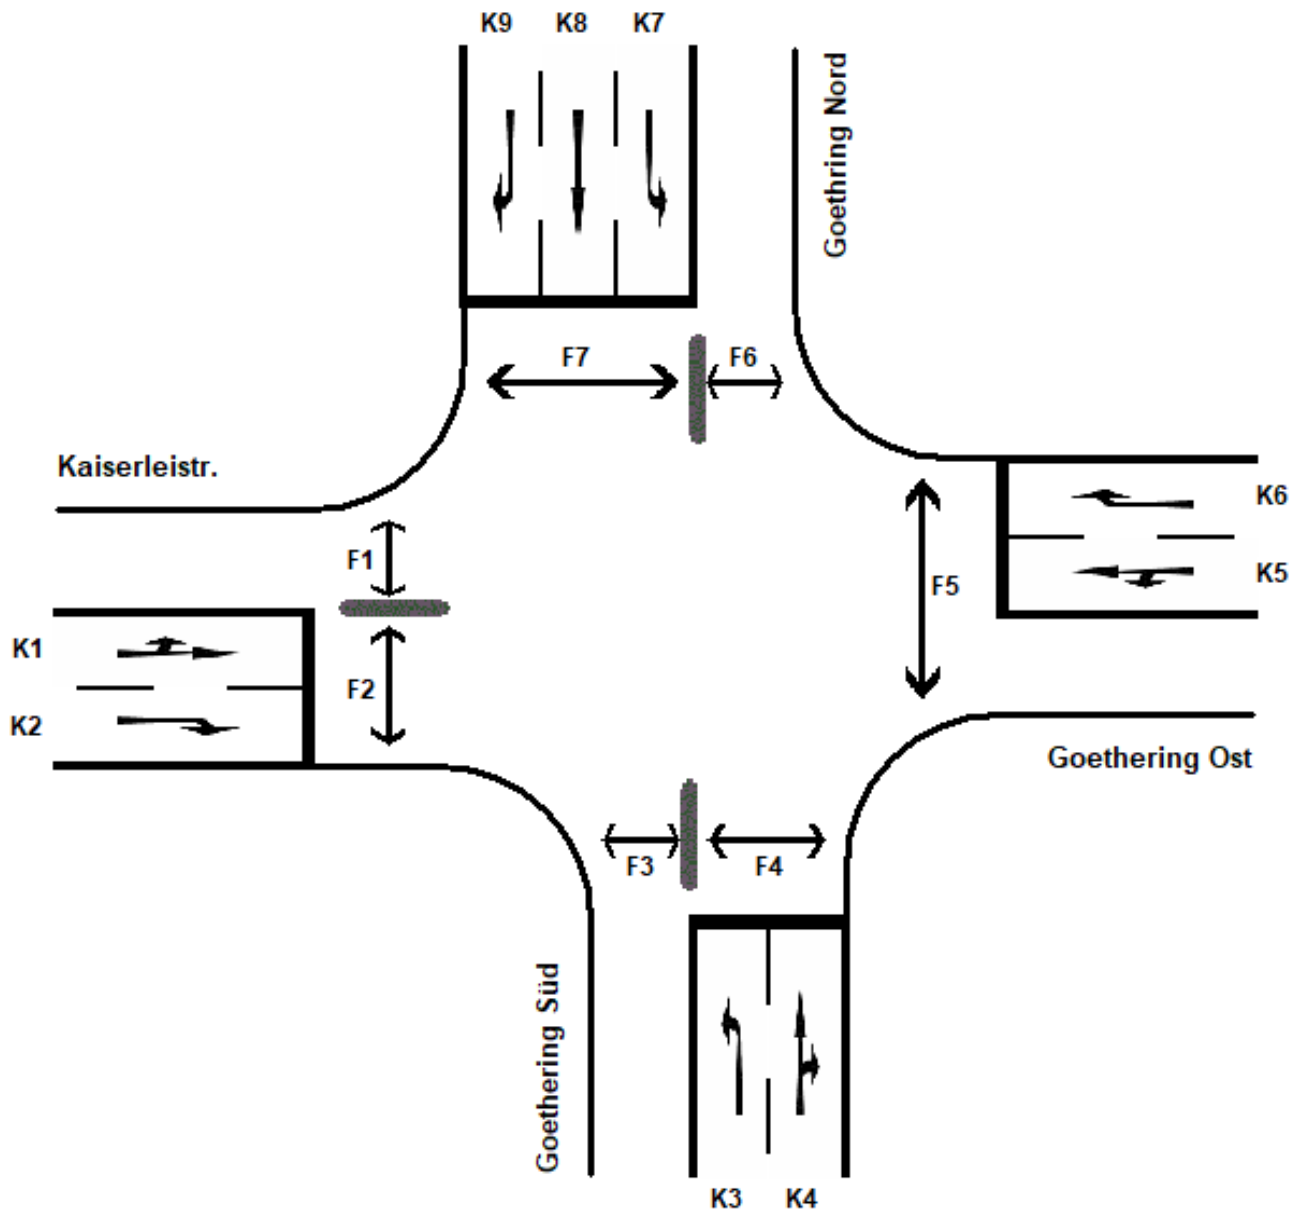 K9 K8 K7
Goethring Nord
F7 F6
Kaiserleistr.
K6
F1
F5
K5
K1
F2
K2
Goethering Ost
F3 F4
Goethering Süd
K3 K4